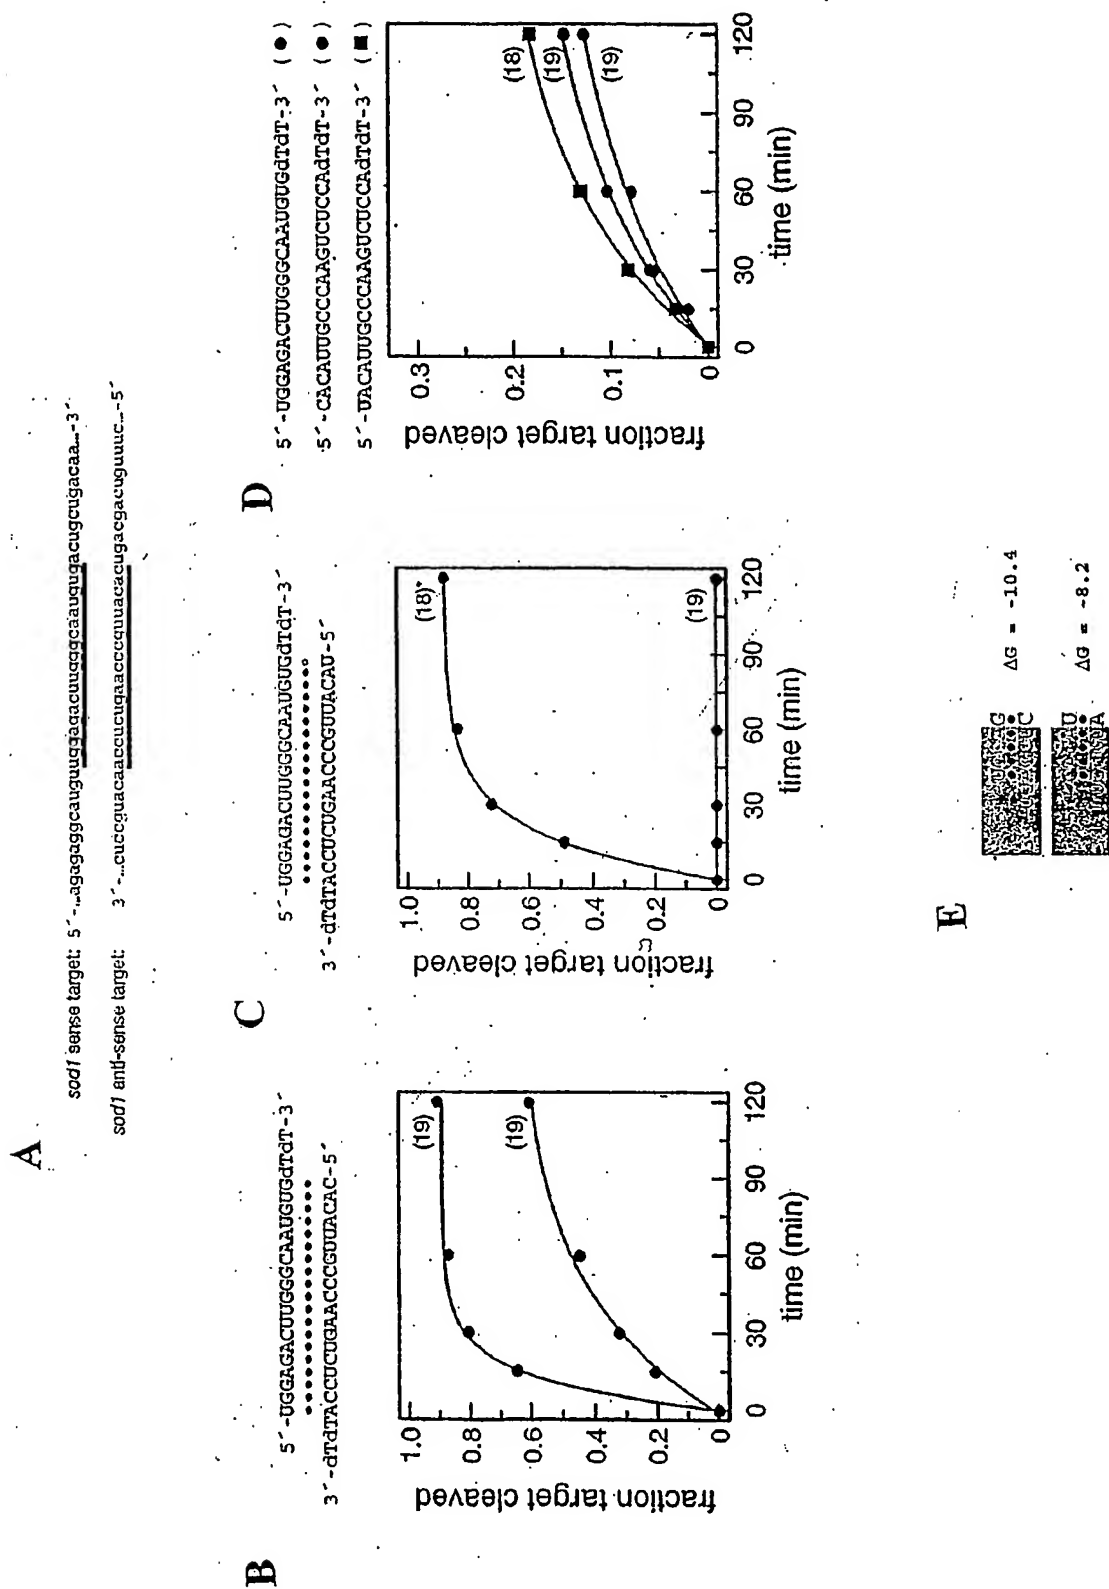 A
sod1 sense target: 5´-...agagaggcauguuggagacuugggcaaugugacugcugacaa...-3´
sod1 anti-sense target: 3´-...cuccguacaaccucugaacccguuacacugacgacuguuuc...-5´
B
5´-UGGAGACUUGGGCAAUGUGdTdT-3´
3´-dTdTACCUCUGAACCCGUUACAC-5´
fraction target cleaved
1.0
0.8
0.6
0.4
0.2
0
(19)
(19)
0 30 60 90 120
time (min)
C
5´-UGGAGACUUGGGCAAUGUGdTdT-3´
3´-dTdTACCUCUGAACCCGUUACAU-5´
fraction target cleaved
1.0
0.8
0.6
0.4
0.2
0
(18)
(19)
0 30 60 90 120
time (min)
D
5´-UGGAGACUUGGGCAAUGUGdTdT-3´ (●)
5´-CACAUUGCCCAAGUCUCCAdTdT-3´ (●)
5´-UACAUUGCCCAAGUCUCCAdTdT-3´ (■)
fraction target cleaved
0.3
0.2
0.1
0
(18)
(19)
(19)
0 30 60 90 120
time (min)
E
ΔG = -10.4
ΔG = -8.2